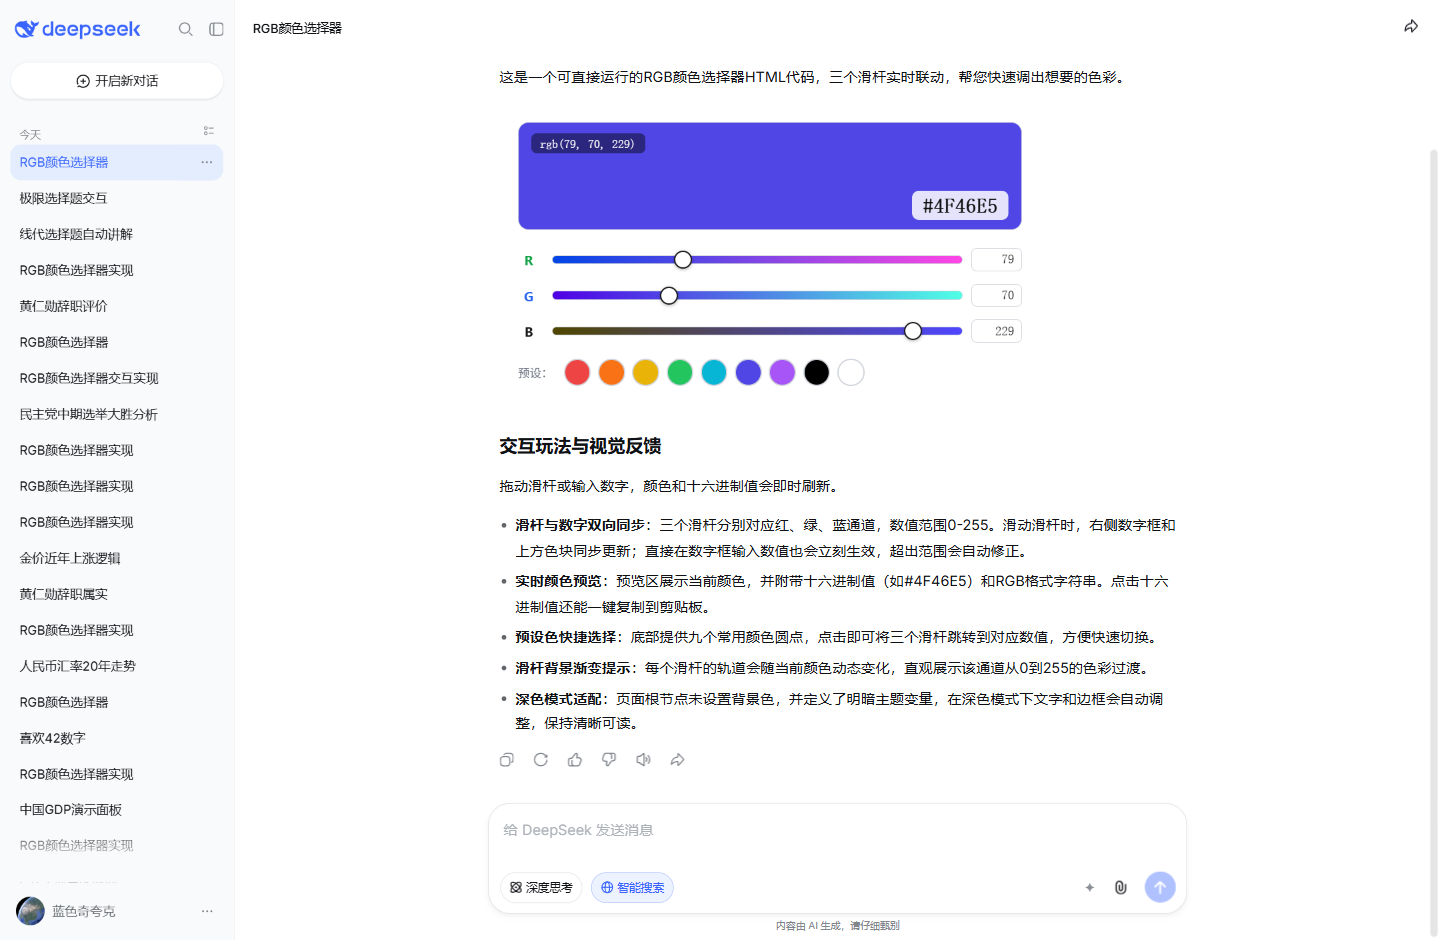 deepseek
RGB颜色选择器
开启新对话
今天
RGB颜色选择器
极限选择题交互
线代选择题自动讲解
RGB颜色选择器实现
黄仁勋辞职评价
RGB颜色选择器
RGB颜色选择器交互实现
民主党中期选举大胜分析
RGB颜色选择器实现
RGB颜色选择器实现
RGB颜色选择器实现
金价近年上涨逻辑
黄仁勋辞职属实
RGB颜色选择器实现
人民币汇率20年走势
RGB颜色选择器
喜欢42数字
RGB颜色选择器实现
中国GDP演示面板
RGB颜色选择器实现
蓝色奇夸克
这是一个可直接运行的RGB颜色选择器HTML代码，三个滑杆实时联动，帮您快速调出想要的色彩。
rgb(79, 70, 229)
#4F46E5
R 79
G 70
B 229
预设：
交互玩法与视觉反馈
拖动滑杆或输入数字，颜色和十六进制值会即时刷新。
• 滑杆与数字双向同步：三个滑杆分别对应红、绿、蓝通道，数值范围0-255。滑动滑杆时，右侧数字框和
上方色块同步更新；直接在数字框输入数值也会立刻生效，超出范围会自动修正。
• 实时颜色预览：预览区展示当前颜色，并附带十六进制值（如#4F46E5）和RGB格式字符串。点击十六
进制值还能一键复制到剪贴板。
• 预设色快捷选择：底部提供九个常用颜色圆点，点击即可将三个滑杆跳转到对应数值，方便快速切换。
• 滑杆背景渐变提示：每个滑杆的轨道会随当前颜色动态变化，直观展示该通道从0到255的色彩过渡。
• 深色模式适配：页面根节点未设置背景色，并定义了明暗主题变量，在深色模式下文字和边框会自动调
整，保持清晰可读。
给 DeepSeek 发送消息
深度思考
智能搜索
内容由 AI 生成，请仔细甄别